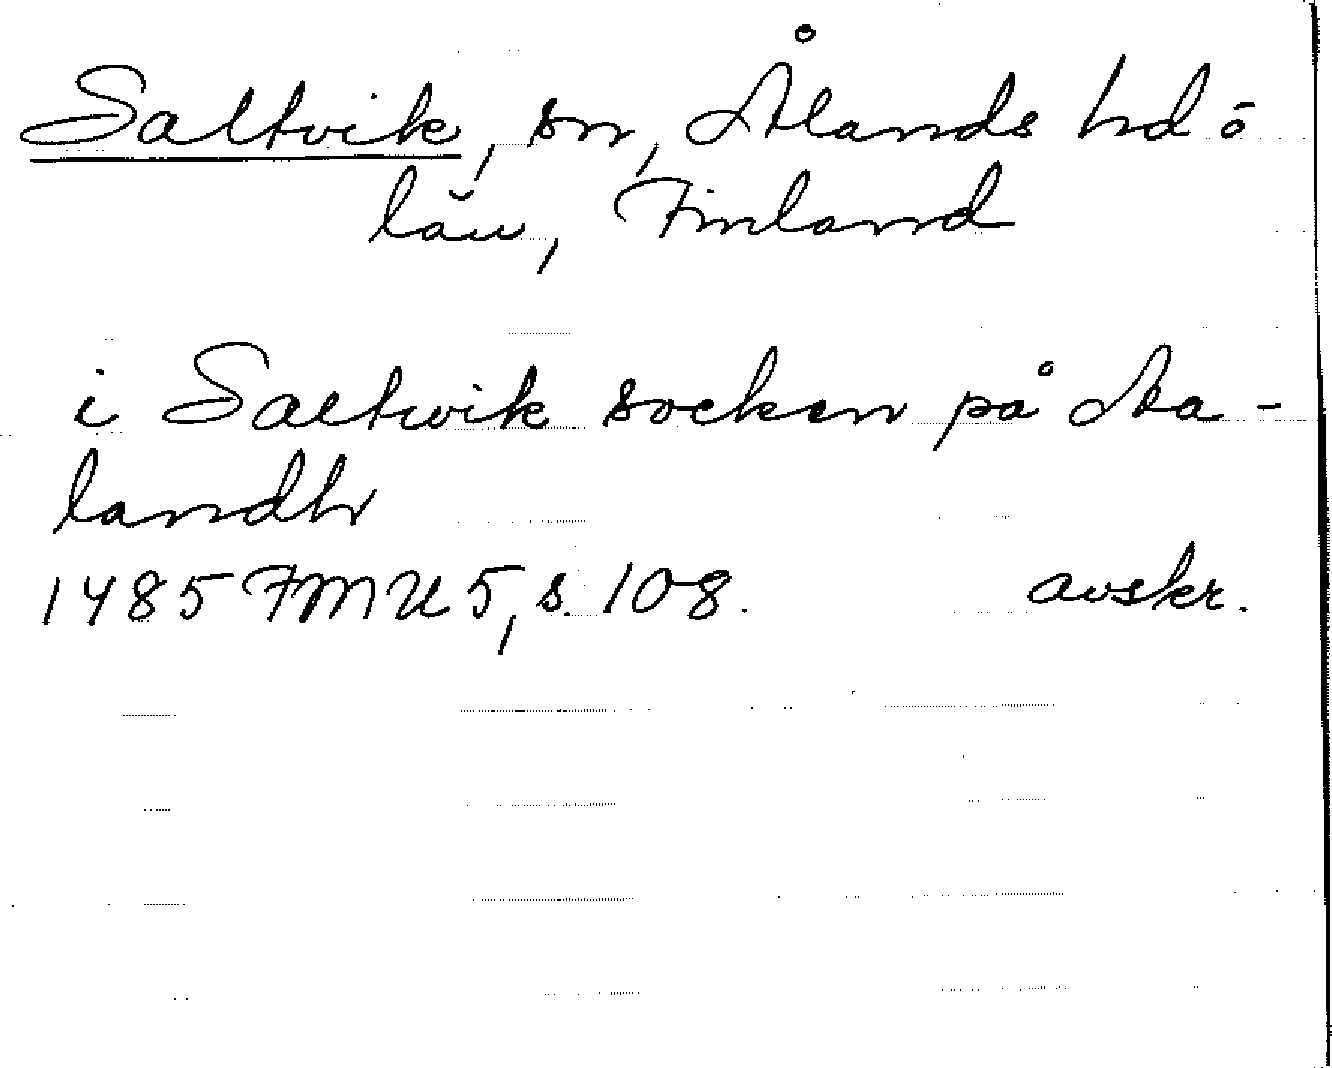 Saltvik, sn, Ålands hd o
län, Finland
i Saltwik socken på Aa-
landh
1485 FMU 5, s. 108. avskr.